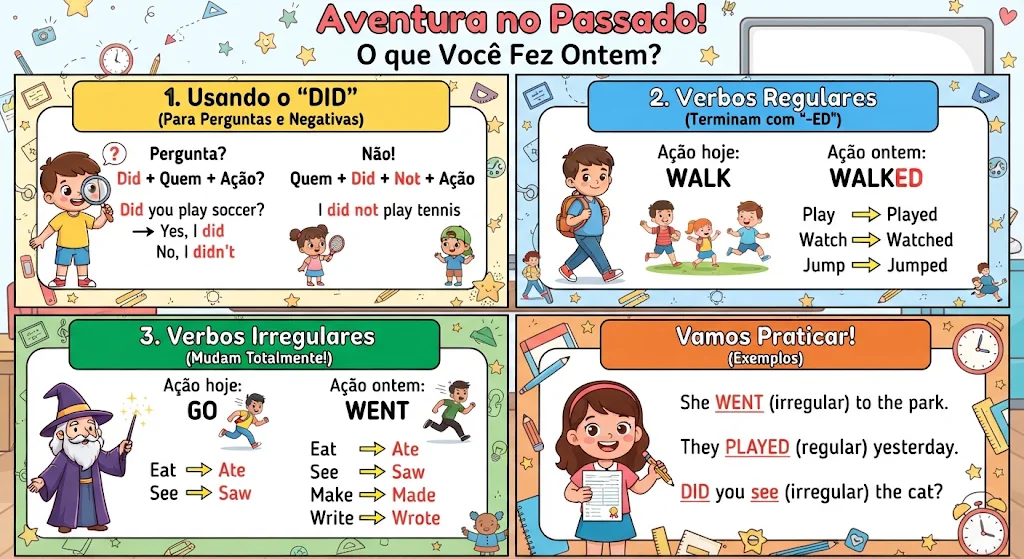 Aventura no Passado!
O que Você Fez Ontem?
1. Usando o “DID”
(Para Perguntas e Negativas)
?
Pergunta?
Did + Quem + Ação?
Did you play soccer?
→ Yes, I did
No, I didn't
Não!
Quem + Did + Not + Ação
I did not play tennis
2. Verbos Regulares
(Terminam com “-ED”)
Ação hoje:
WALK
Ação ontem:
WALKED
Play → Played
Watch → Watched
Jump → Jumped
3. Verbos Irregulares
(Mudam Totalmente!)
Ação hoje:
GO
Eat → Ate
See → Saw
Ação ontem:
WENT
Eat → Ate
See → Saw
Make → Made
Write → Wrote
Vamos Praticar!
(Exemplos)
She WENT (irregular) to the park.
They PLAYED (regular) yesterday.
DID you see (irregular) the cat?